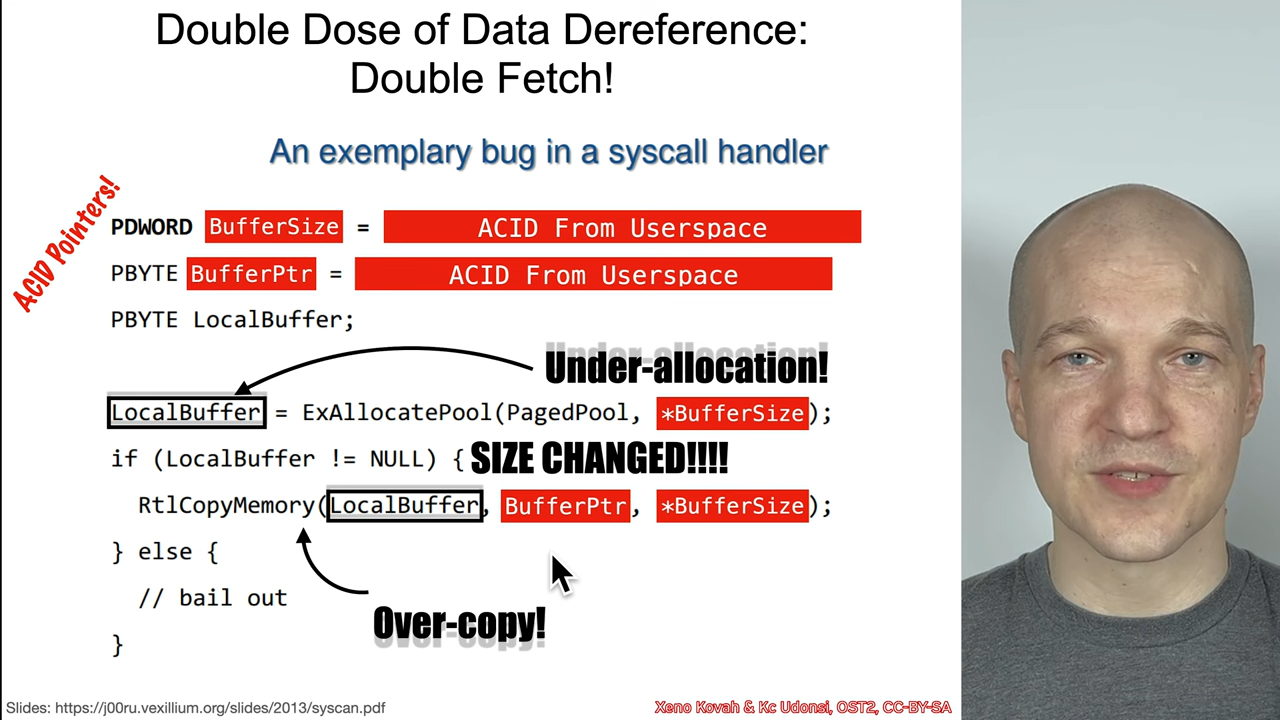 Double Dose of Data Dereference:
Double Fetch!
An exemplary bug in a syscall handler
ACID Pointers!
PDWORD BufferSize = ACID From Userspace
PBYTE BufferPtr = ACID From Userspace
PBYTE LocalBuffer;
Under-allocation!
LocalBuffer = ExAllocatePool(PagedPool, *BufferSize);
if (LocalBuffer != NULL) { SIZE CHANGED!!!!
RtlCopyMemory(LocalBuffer, BufferPtr, *BufferSize);
} else {
// bail out
Over-copy!
}
Slides: https://j00ru.vexillium.org/slides/2013/syscan.pdf
Xeno Kovah & Kc Udonsi, OST2, CC-BY-SA